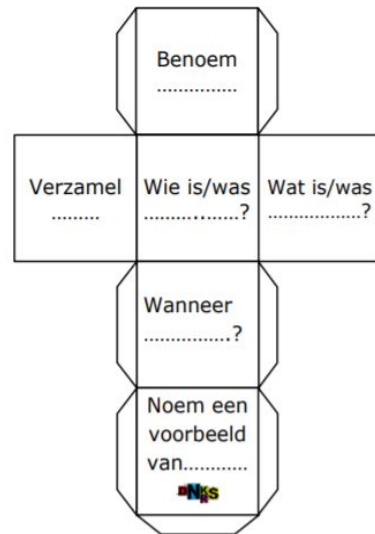 Benoem
...............
Verzamel
.........
Wie is/was
................?
Wat is/was
.................?
Wanneer
................?
Noem een
voorbeeld
van............